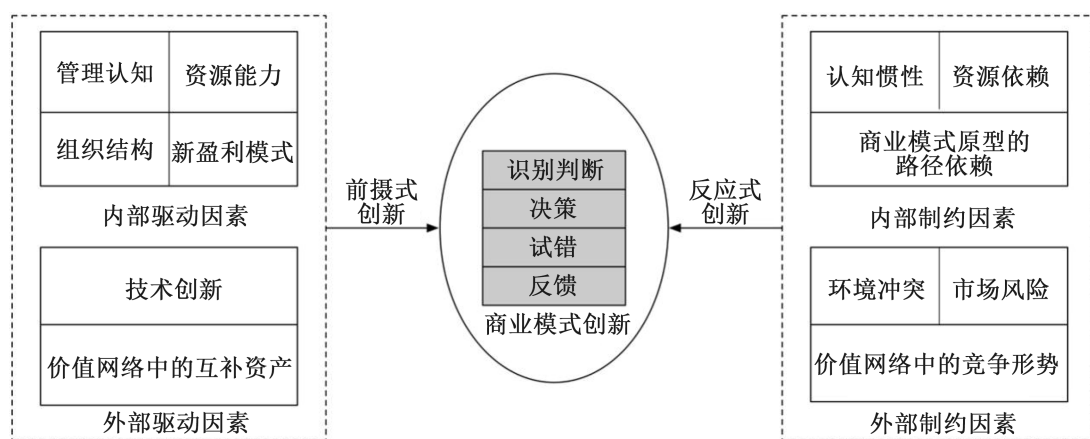 管理认知
资源能力
组织结构
新盈利模式
内部驱动因素
技术创新
价值网络中的互补资产
外部驱动因素
前摄式
创新
识别判断
决策
试错
反馈
商业模式创新
反应式
创新
认知惯性
资源依赖
商业模式原型的
路径依赖
内部制约因素
环境冲突
市场风险
价值网络中的竞争形势
外部制约因素